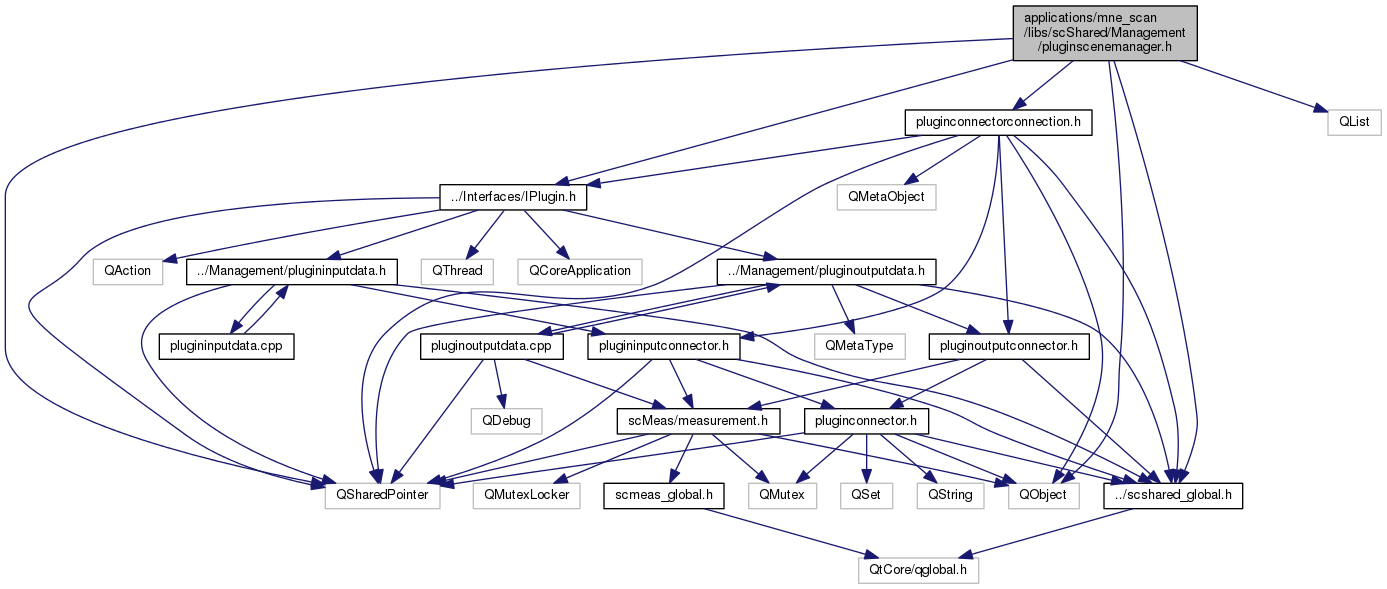 applications/mne_scan
/libs/scShared/Management
/pluginscenemanager.h
pluginconnectorconnection.h
QList
../Interfaces/IPlugin.h
QMetaObject
QAction
../Management/plugininputdata.h
QThread
QCoreApplication
../Management/pluginoutputdata.h
plugininputdata.cpp
pluginoutputdata.cpp
plugininputconnector.h
QMetaType
pluginoutputconnector.h
QDebug
scMeas/measurement.h
pluginconnector.h
QSharedPointer
QMutexLocker
scmeas_global.h
QMutex
QSet
QString
QObject
../scshared_global.h
QtCore/qglobal.h